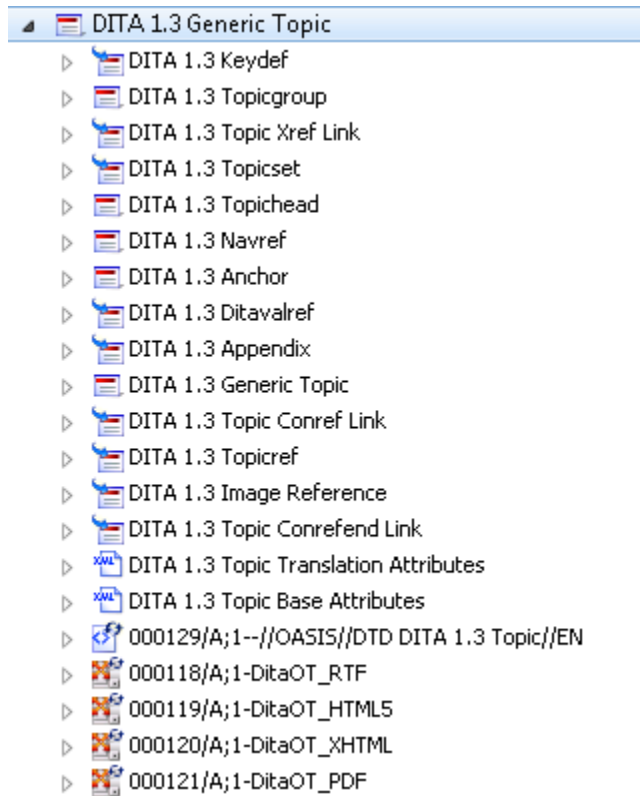 DITA 1.3 Generic Topic
DITA 1.3 Keydef
DITA 1.3 Topicgroup
DITA 1.3 Topic Xref Link
DITA 1.3 Topicset
DITA 1.3 Topichead
DITA 1.3 Navref
DITA 1.3 Anchor
DITA 1.3 Ditavalref
DITA 1.3 Appendix
DITA 1.3 Generic Topic
DITA 1.3 Topic Conref Link
DITA 1.3 Topicref
DITA 1.3 Image Reference
DITA 1.3 Topic Conrefend Link
DITA 1.3 Topic Translation Attributes
DITA 1.3 Topic Base Attributes
000129/A;1--//OASIS//DTD DITA 1.3 Topic//EN
000118/A;1-DitaOT_RTF
000119/A;1-DitaOT_HTML5
000120/A;1-DitaOT_XHTML
000121/A;1-DitaOT_PDF